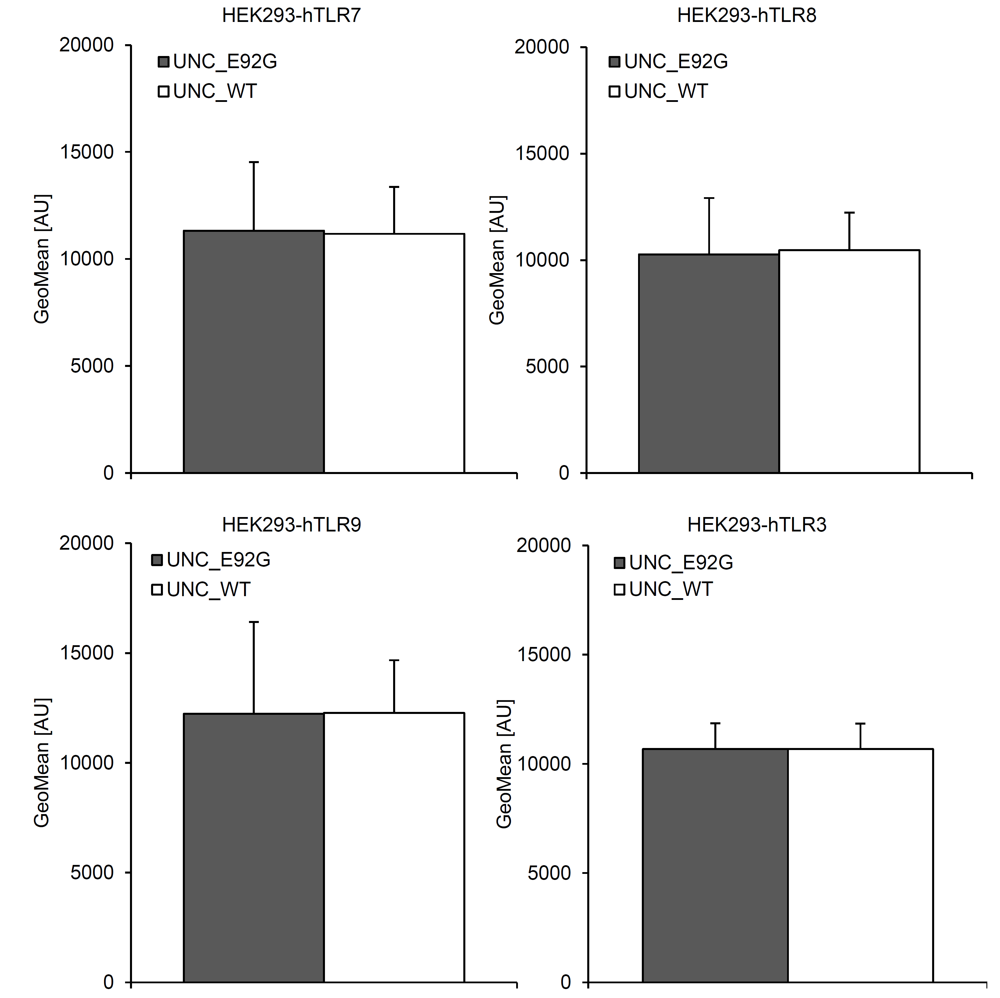 HEK293-hTLR7
20000
15000
10000
5000
0
GeoMean [AU]
UNC_E92G
UNC_WT
HEK293-hTLR8
20000
15000
10000
5000
0
GeoMean [AU]
UNC_E92G
UNC_WT
HEK293-hTLR9
20000
15000
10000
5000
0
GeoMean [AU]
UNC_E92G
UNC_WT
HEK293-hTLR3
20000
15000
10000
5000
0
GeoMean [AU]
UNC_E92G
UNC_WT